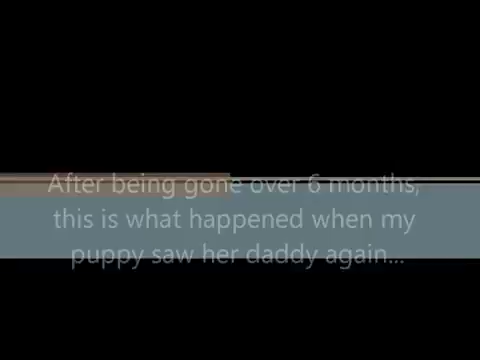 After being gone over 6 months,
this is what happened when my
puppy saw her daddy again...